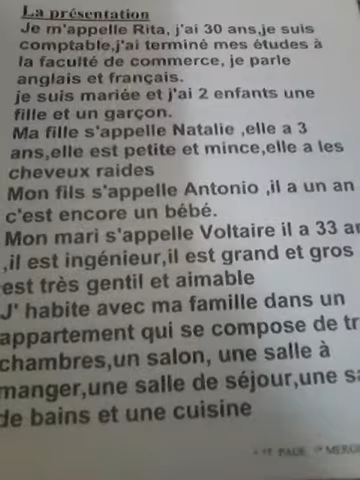 La présentation
Je m'appelle Rita, j'ai 30 ans,je suis
comptable,j'ai terminé mes études à
la faculté de commerce, je parle
anglais et français.
je suis mariée et j'ai 2 enfants une
fille et un garçon.
Ma fille s'appelle Natalie ,elle a 3
ans,elle est petite et mince,elle a les
cheveux raides
Mon fils s'appelle Antonio ,il a un an
c'est encore un bébé.
Mon mari s'appelle Voltaire il a 33 an
,il est ingénieur,il est grand et gros
est très gentil et aimable
J' habite avec ma famille dans un
appartement qui se compose de tr
chambres,un salon, une salle à
manger,une salle de séjour,une sa
de bains et une cuisine
PAGE